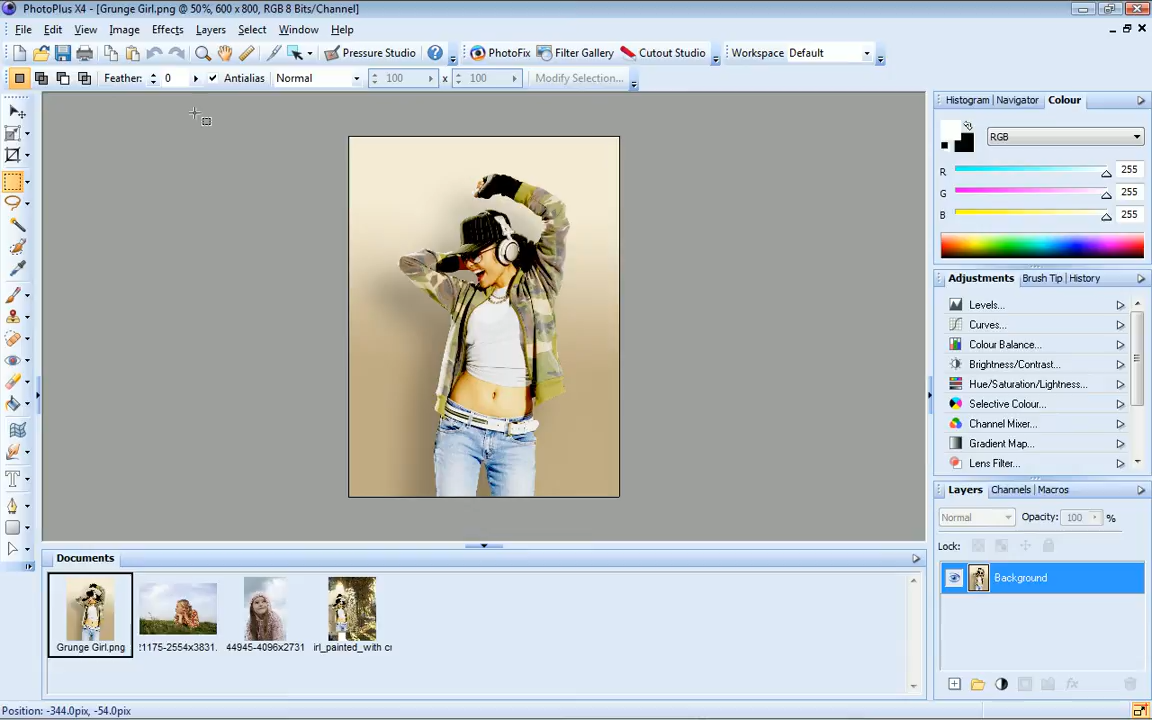 PhotoPlus X4 - [Grunge Girl.png @ 50%, 600 x 800, RGB 8 Bits/Channel]
File Edit View Image Effects Layers Select Window Help
Pressure Studio PhotoFix Filter Gallery Cutout Studio Workspace Default
Feather: 0 Antialias Normal 100 x 100 Modify Selection...
Histogram Navigator Colour
RGB
R 255
G 255
B 255
Adjustments Brush Tip History
Levels...
Curves...
Colour Balance...
Brightness/Contrast...
Hue/Saturation/Lightness...
Selective Colour...
Channel Mixer...
Gradient Map...
Lens Filter...
Layers Channels Macros
Normal Opacity: 100 %
Lock:
Background
Documents
Grunge Girl.png 21175-2554x3831. 44945-4096x2731 irl_painted_with cr
Position: -344.0pix, -54.0pix